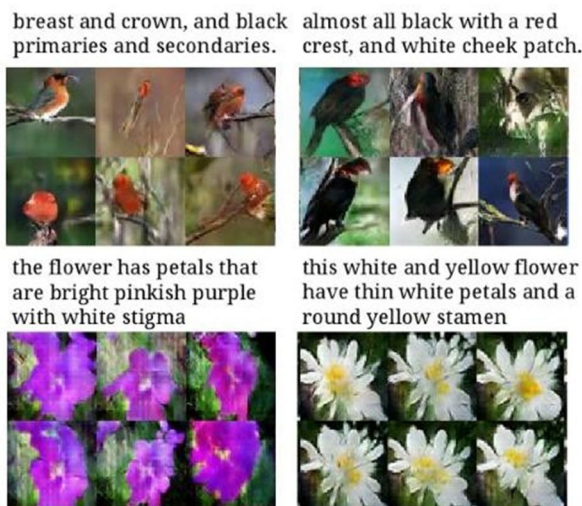 breast and crown, and black
primaries and secondaries.
almost all black with a red
crest, and white cheek patch.
the flower has petals that
are bright pinkish purple
with white stigma
this white and yellow flower
have thin white petals and a
round yellow stamen